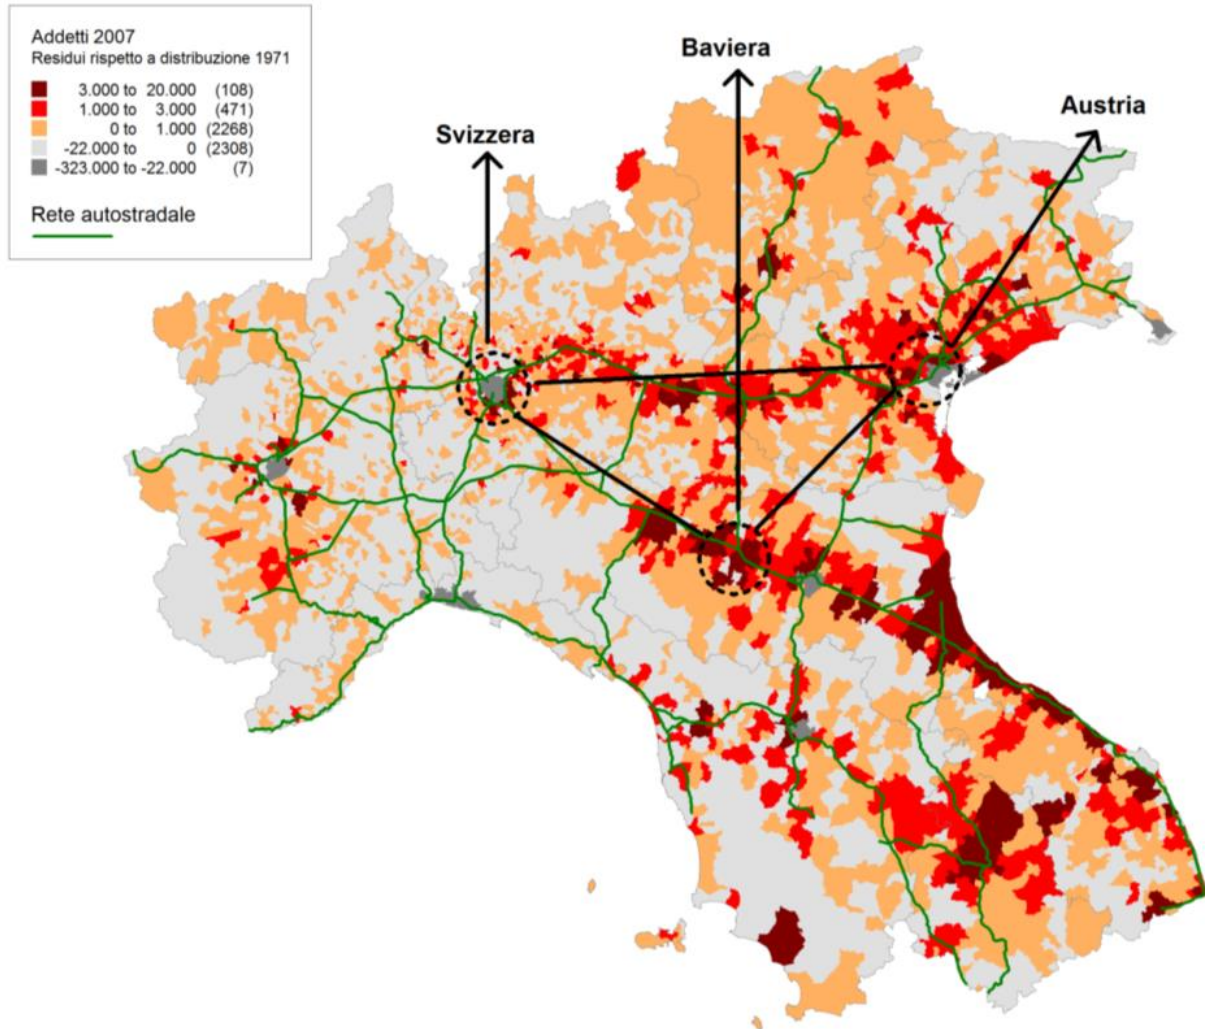 Addetti 2007
Residui rispetto a distribuzione 1971
3.000 to 20.000 (108)
1.000 to 3.000 (471)
0 to 1.000 (2268)
-22.000 to 0 (2308)
-323.000 to -22.000 (7)
Rete autostradale
Baviera
Austria
Svizzera